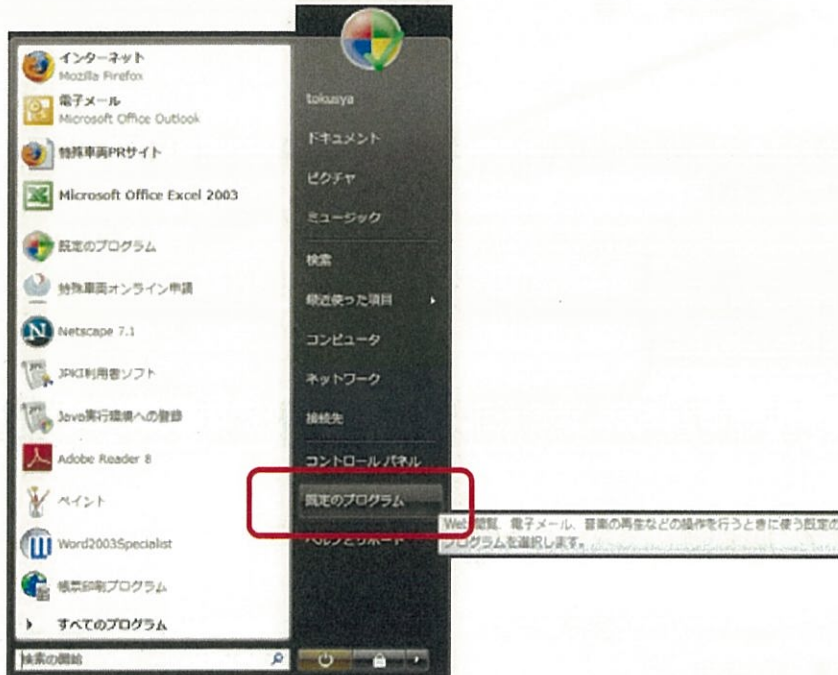 インターネット
Mozilla Firefox
電子メール
Microsoft Office Outlook
特殊車両PRサイト
Microsoft Office Excel 2003
既定のプログラム
特殊車両オンライン申請
Netscape 7.1
JPKI利用者ソフト
Java実行環境への登録
Adobe Reader 8
ペイント
Word2003Specialist
帳票印刷プログラム
すべてのプログラム
検索の開始
tokusya
ドキュメント
ピクチャ
ミュージック
検索
最近使った項目
コンピュータ
ネットワーク
接続先
コントロール パネル
既定のプログラム
ヘルプとサポート
Web 閲覧、電子メール、音楽の再生などの操作を行うときに使う既定の
プログラムを選択します。